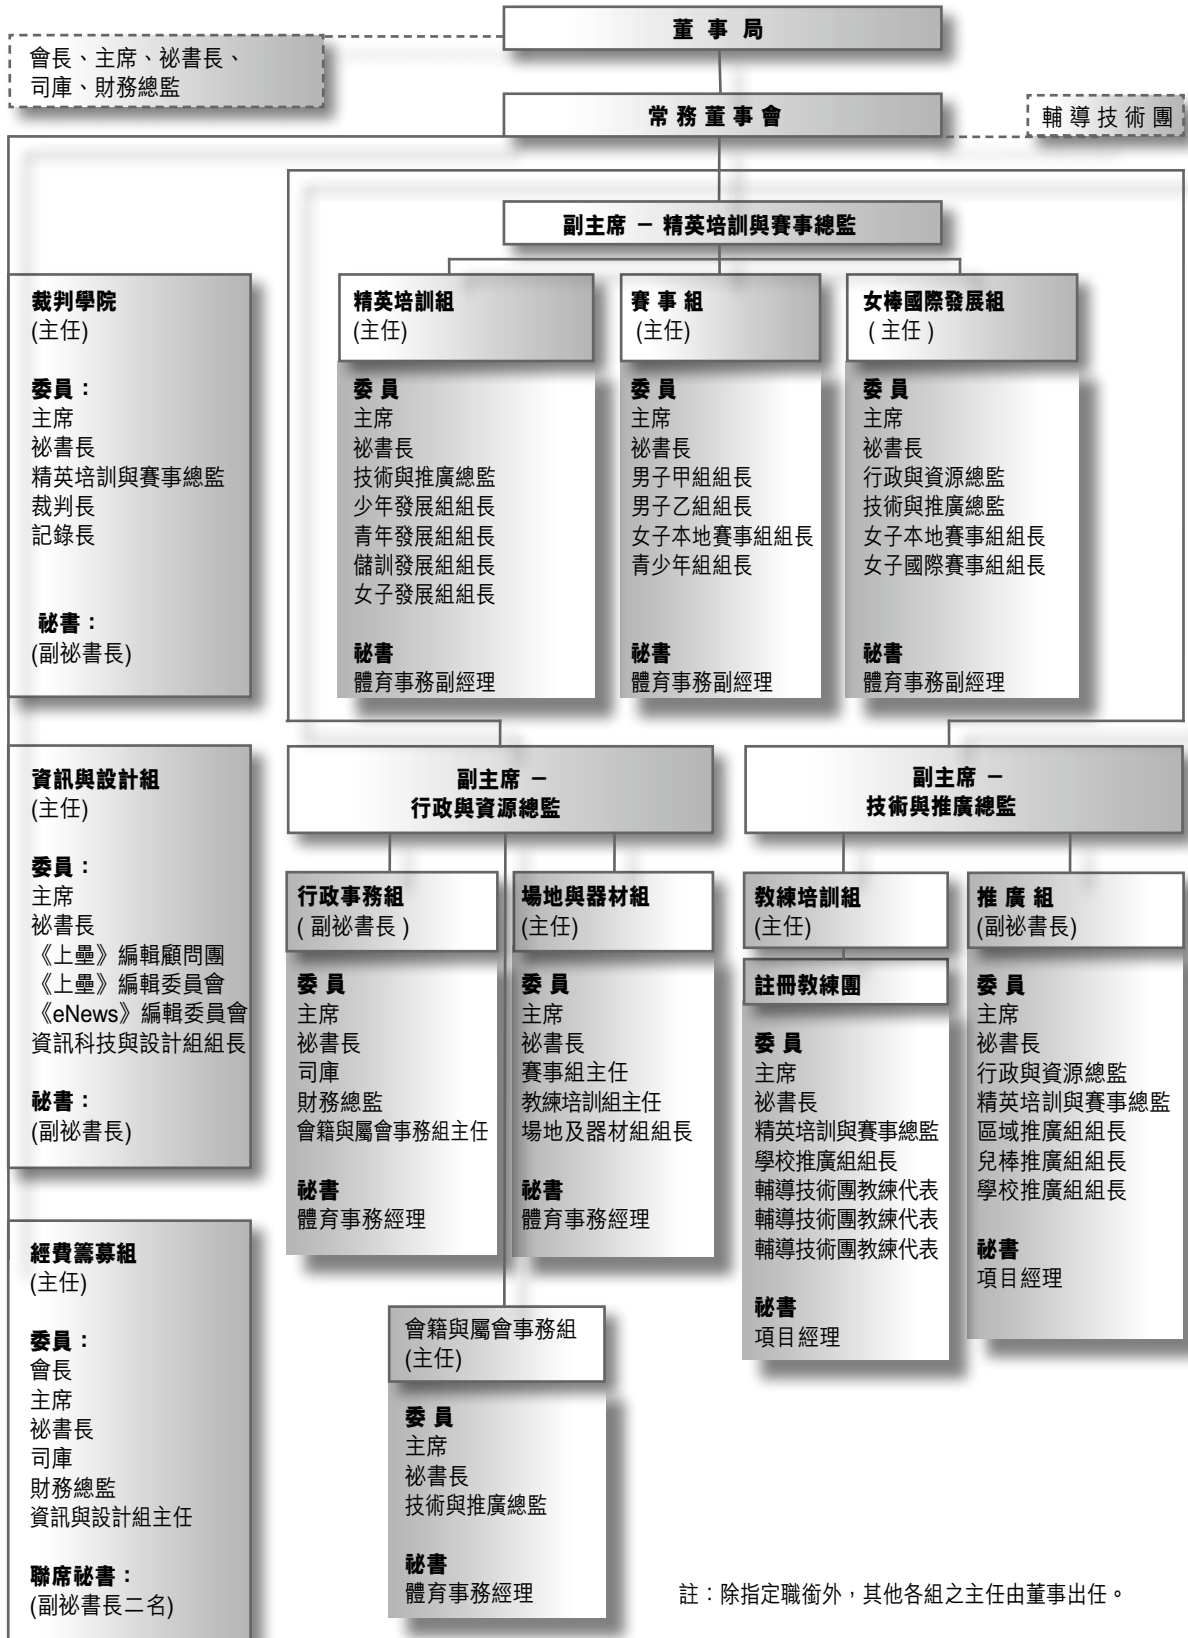 董事局
會長、主席、祕書長、
司庫、財務總監
常務董事會
輔導技術團
副主席 － 精英培訓與賽事總監
裁判學院
(主任)
委員：
主席
祕書長
精英培訓與賽事總監
裁判長
記錄長
祕書：
(副祕書長)
精英培訓組
(主任)
委 員
主席
祕書長
技術與推廣總監
少年發展組組長
青年發展組組長
儲訓發展組組長
女子發展組組長
祕書
體育事務副經理
賽 事 組
(主任)
委 員
主席
祕書長
男子甲組組長
男子乙組組長
女子本地賽事組組長
青少年組組長
祕書
體育事務副經理
女棒國際發展組
( 主任 )
委 員
主席
祕書長
行政與資源總監
技術與推廣總監
女子本地賽事組組長
女子國際賽事組組長
祕書
體育事務副經理
資訊與設計組
(主任)
委員：
主席
祕書長
《上壘》編輯顧問團
《上壘》編輯委員會
《eNews》編輯委員會
資訊科技與設計組組長
祕書：
(副祕書長)
副主席 －
行政與資源總監
行政事務組
( 副祕書長 )
委 員
主席
祕書長
司庫
財務總監
會籍與屬會事務組主任
祕書
體育事務經理
場地與器材組
(主任)
委 員
主席
祕書長
賽事組主任
教練培訓組主任
場地及器材組組長
祕書
體育事務經理
副主席 －
技術與推廣總監
教練培訓組
(主任)
註冊教練團
委 員
主席
祕書長
精英培訓與賽事總監
學校推廣組組長
輔導技術團教練代表
輔導技術團教練代表
輔導技術團教練代表
祕書
項目經理
推 廣 組
(副祕書長)
委 員
主席
祕書長
行政與資源總監
精英培訓與賽事總監
區域推廣組組長
兒棒推廣組組長
學校推廣組組長
祕書
項目經理
經費籌募組
(主任)
委員：
會長
主席
祕書長
司庫
財務總監
資訊與設計組主任
聯席祕書：
(副祕書長二名)
會籍與屬會事務組
(主任)
委 員
主席
祕書長
技術與推廣總監
祕書
體育事務經理
註：除指定職銜外，其他各組之主任由董事出任。